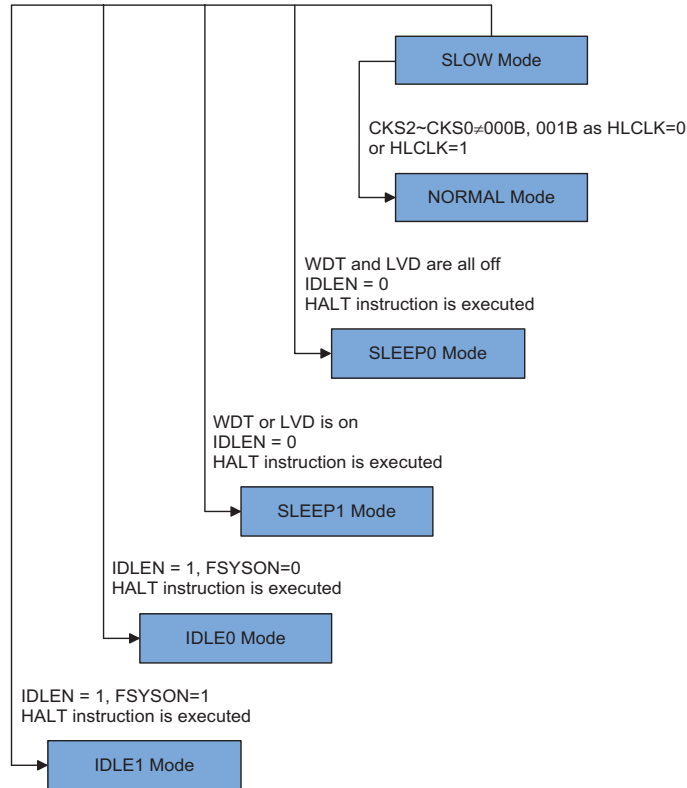 SLOW Mode
CKS2~CKS0≠000B, 001B as HLCLK=0
or HLCLK=1
NORMAL Mode
WDT and LVD are all off
IDLEN = 0
HALT instruction is executed
SLEEP0 Mode
WDT or LVD is on
IDLEN = 0
HALT instruction is executed
SLEEP1 Mode
IDLEN = 1, FSYSON=0
HALT instruction is executed
IDLE0 Mode
IDLEN = 1, FSYSON=1
HALT instruction is executed
IDLE1 Mode